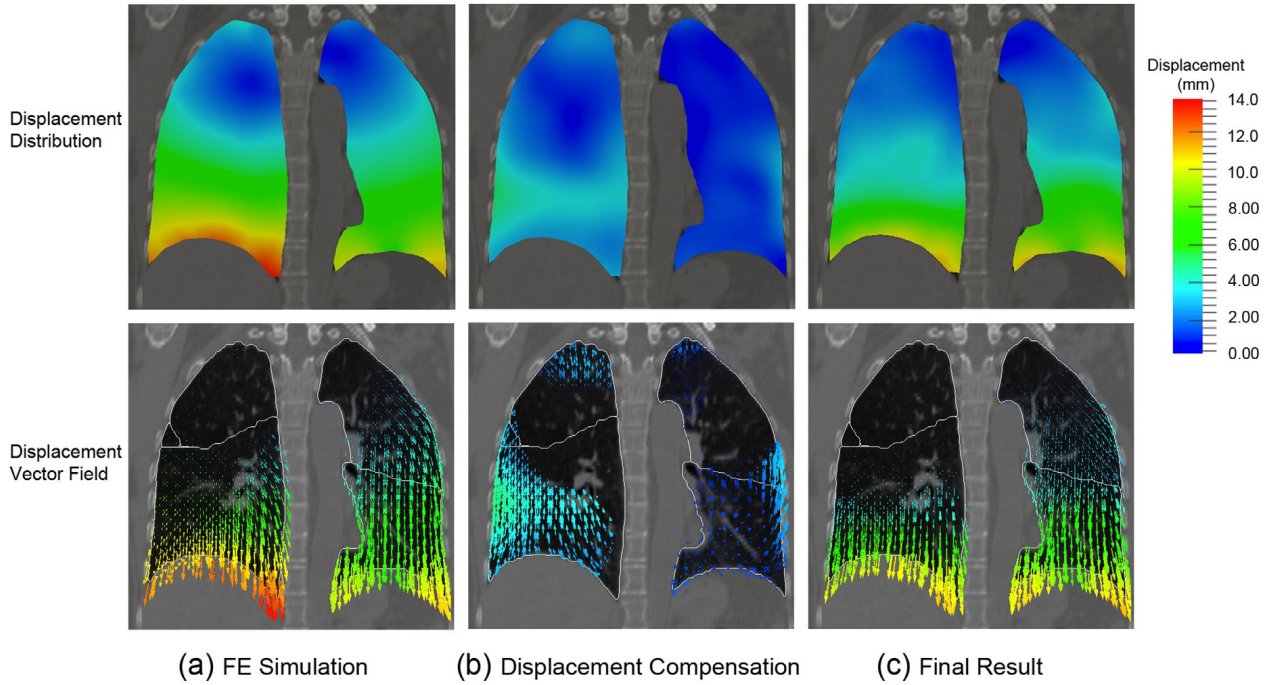 Displacement
Distribution
Displacement
(mm)
14.0
12.0
10.0
8.00
6.00
4.00
2.00
0.00
Displacement
Vector Field
(a) FE Simulation
(b) Displacement Compensation
(c) Final Result